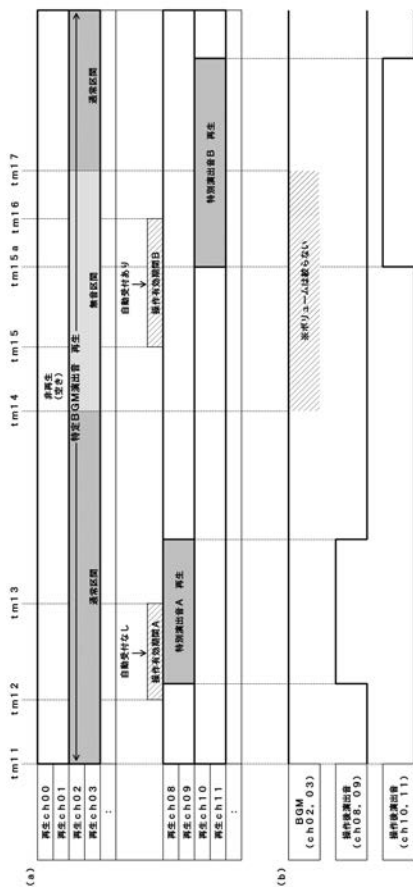 (a)
tm11
tm12
tm13
tm14
tm15
tm15a
tm16
tm17
再生ch00
再生ch01
再生ch02
再生ch03
:
再生ch08
再生ch09
再生ch10
再生ch11
:
非再生
(空き)
特定BGM演出音 再生
通常区間
無音区間
通常区間
自動受付なし
操作有効期間A
自動受付あり
操作有効期間B
特別演出音A 再生
特別演出音B 再生
(b)
BGM
(ch02, 03)
※ボリュームは絞らない
操作後演出音
(ch08, 09)
操作後演出音
(ch10, 11)